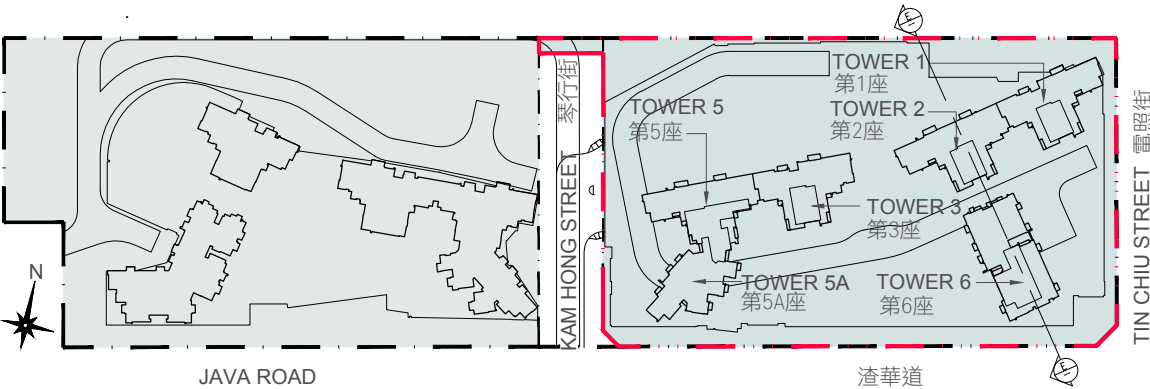 TOWER 1
第1座
TOWER 2
第2座
TOWER 5
第5座
TOWER 3
第3座
TOWER 5A
第5A座
TOWER 6
第6座
KAM HONG STREET 琴行街
TIN CHIU STREET 電照街
N
JAVA ROAD
渣華道